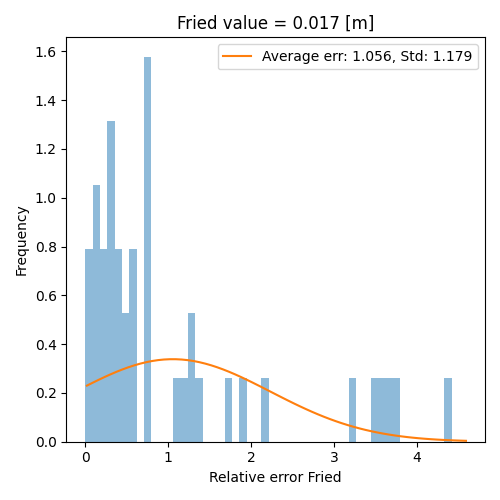 Fried value = 0.017 [m]
Average err: 1.056, Std: 1.179
1.6
1.4
1.2
1.0
0.8
0.6
0.4
0.2
0.0
Frequency
0 1 2 3 4
Relative error Fried